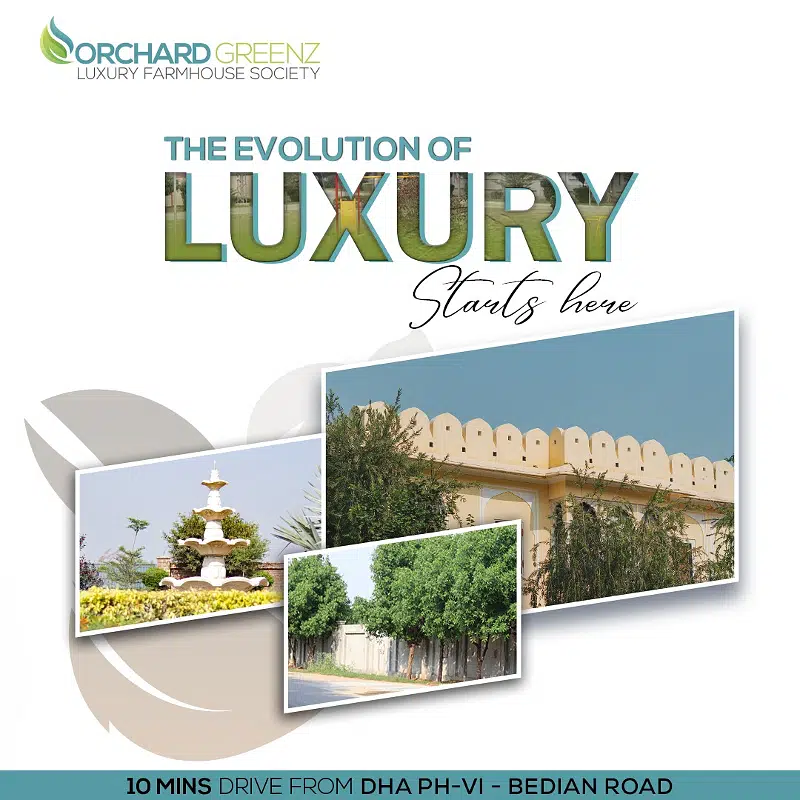 ORCHARD GREENZ
LUXURY FARMHOUSE SOCIETY
THE EVOLUTION OF
LUXURY
Starts here
10 MINS DRIVE FROM DHA PH-VI - BEDIAN ROAD